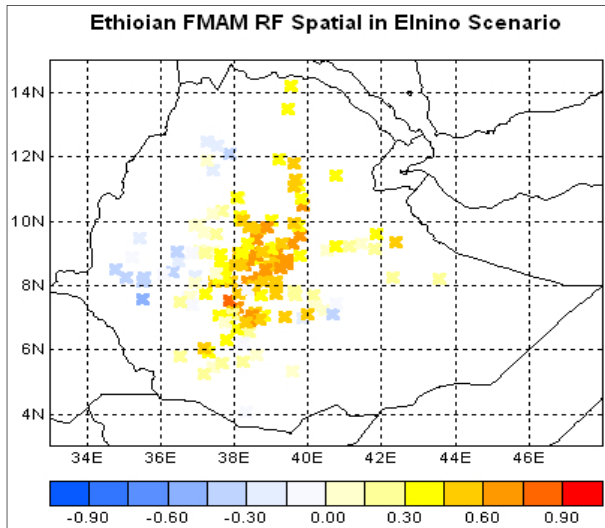 Ethioian FMAM RF Spatial in Elnino Scenario
14N
12N
10N
8N
6N
4N
34E 36E 38E 40E 42E 44E 46E
-0.90 -0.60 -0.30 0.00 0.30 0.60 0.90